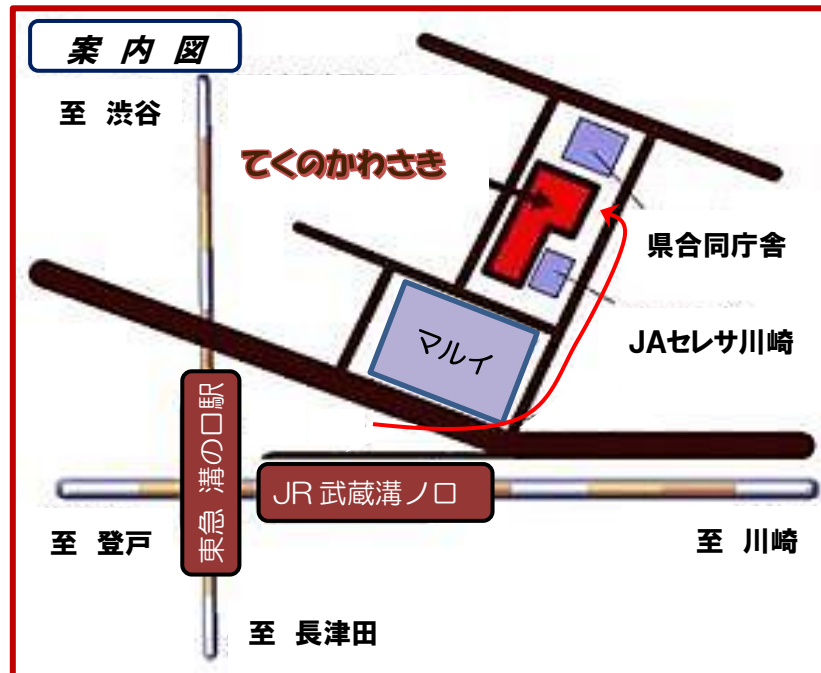 案 内 図
至 渋谷
てくのかわさき
県合同庁舎
JAセレサ川崎
マルイ
東急 溝の口駅
JR 武蔵溝ノ口
至 登戸
至 川崎
至 長津田